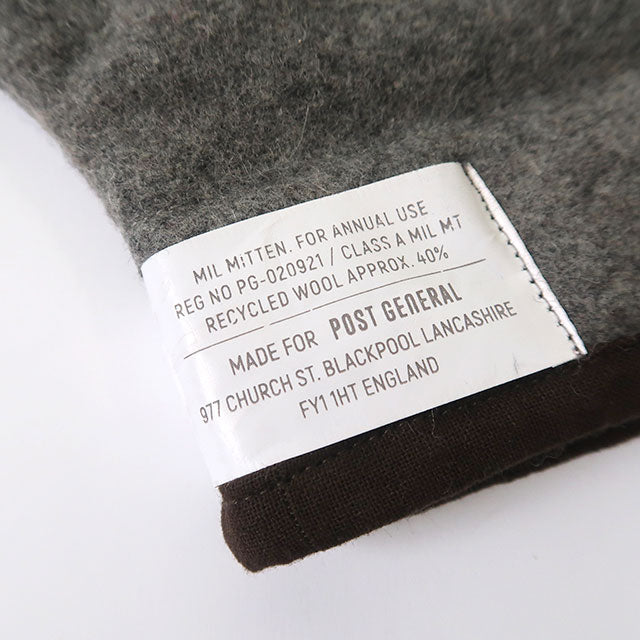 MIL MiTTEN. FOR ANNUAL USE
REG NO PG-020921 / CLASS A MIL MT
RECYCLED WOOL APPROX. 40%
MADE FOR POST GENERAL
977 CHURCH ST. BLACKPOOL LANCASHIRE
FY1 1HT ENGLAND